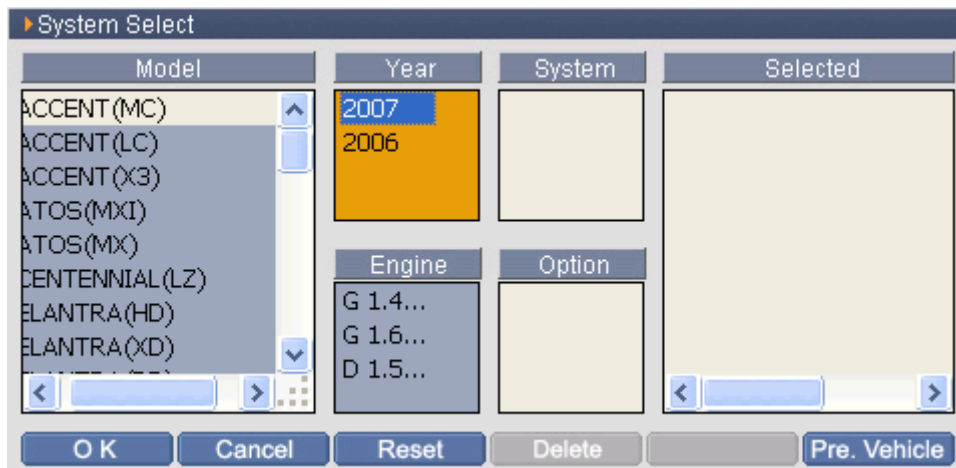 System Select
Model
ACCENT(MC)
ACCENT(LC)
ACCENT(X3)
ATOS(MXI)
ATOS(MX)
CENTENNIAL(LZ)
ELANTRA(HD)
ELANTRA(XD)
Year
2007
2006
System
Selected
Engine
G 1.4...
G 1.6...
D 1.5...
Option
O K
Cancel
Reset
Delete
Pre. Vehicle